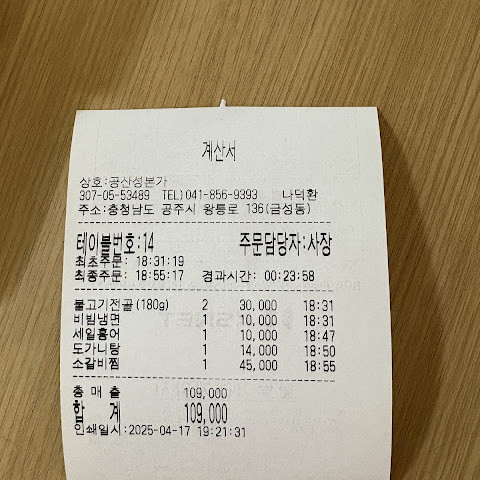 계산서
상호:공산성본가
307-05-53489 TEL)041-856-9393 나덕환
주소:충청남도 공주시 왕릉로 136(금성동)
테이블번호:14 주문담당자:사장
최초주문: 18:31:19
최종주문: 18:55:17 경과시간: 00:23:58
불고기전골(180g) 2 30,000 18:31
비빔냉면 1 10,000 18:31
세일홍어 1 10,000 18:47
도가니탕 1 14,000 18:50
소갈비찜 1 45,000 18:55
총 매 출 109,000
합 계 109,000
인쇄일시:2025-04-17 19:21:31